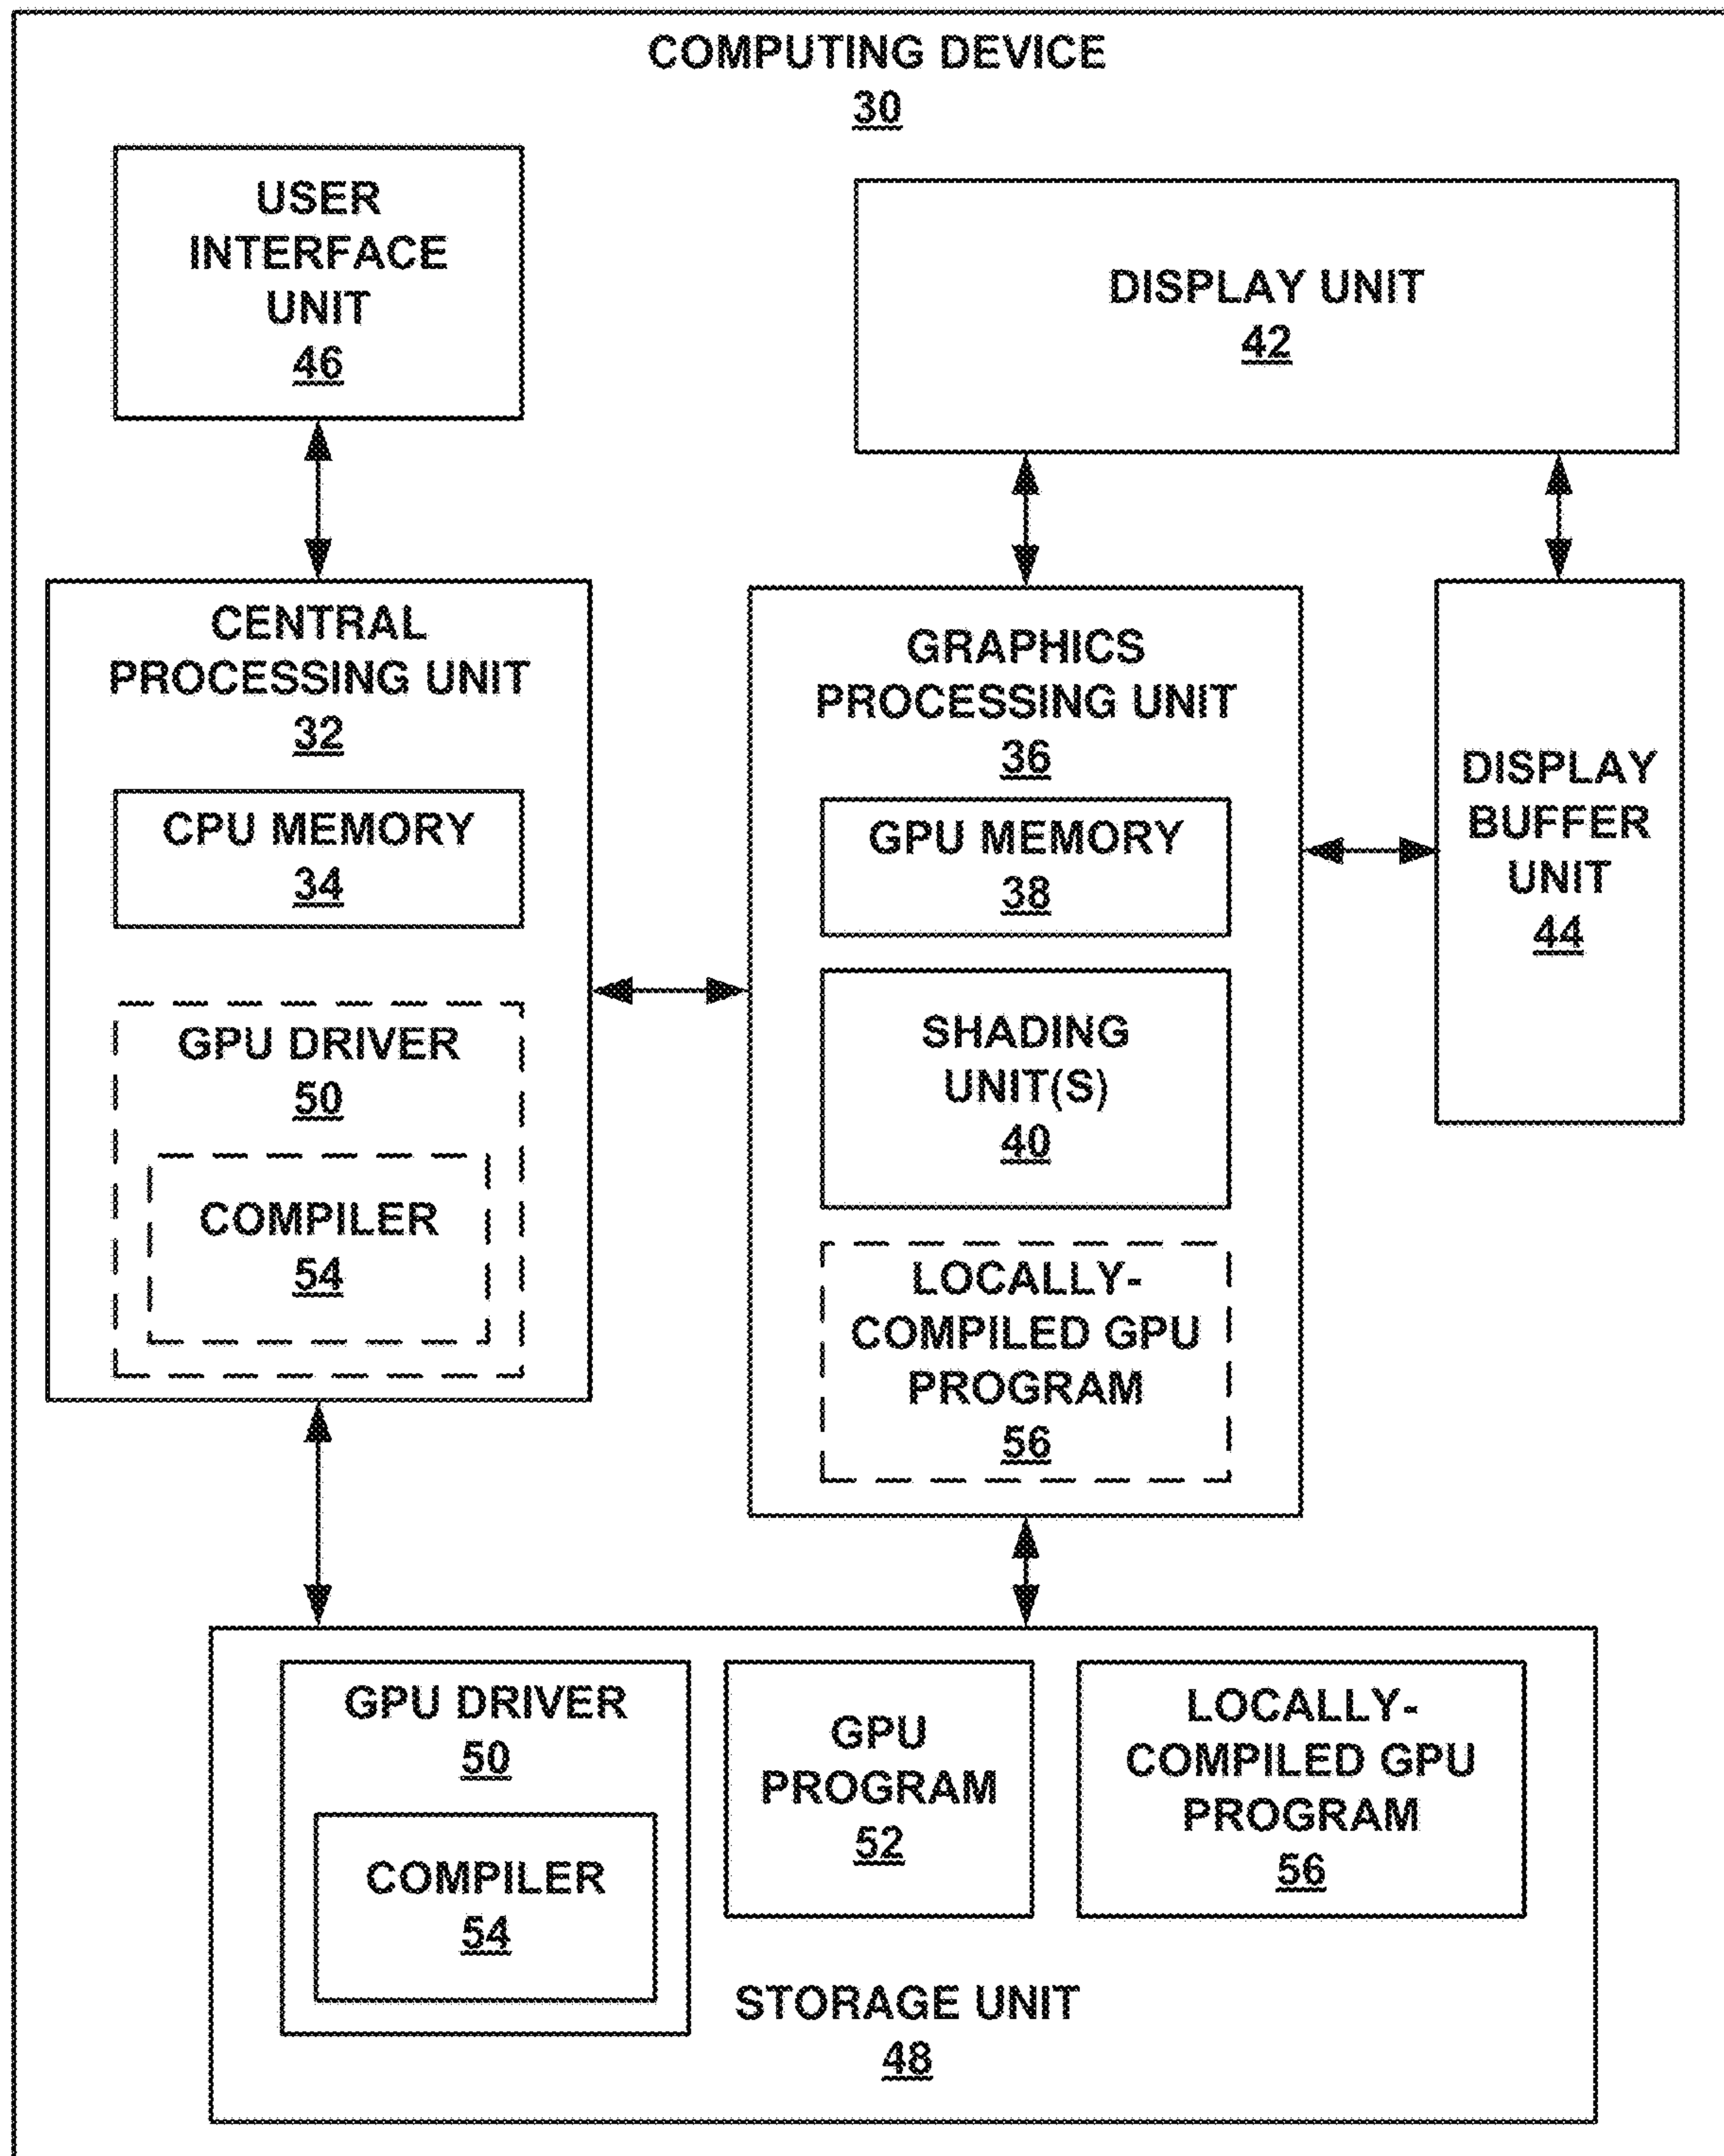 COMPUTING DEVICE
30
USER
INTERFACE
UNIT
46
DISPLAY UNIT
42
CENTRAL
PROCESSING UNIT
32
CPU MEMORY
34
GPU DRIVER
50
COMPILER
54
GRAPHICS
PROCESSING UNIT
36
GPU MEMORY
38
SHADING
UNIT(S)
40
LOCALLY-
COMPILED GPU
PROGRAM
56
DISPLAY
BUFFER
UNIT
44
GPU DRIVER
50
COMPILER
54
GPU
PROGRAM
52
LOCALLY-
COMPILED GPU
PROGRAM
56
STORAGE UNIT
48